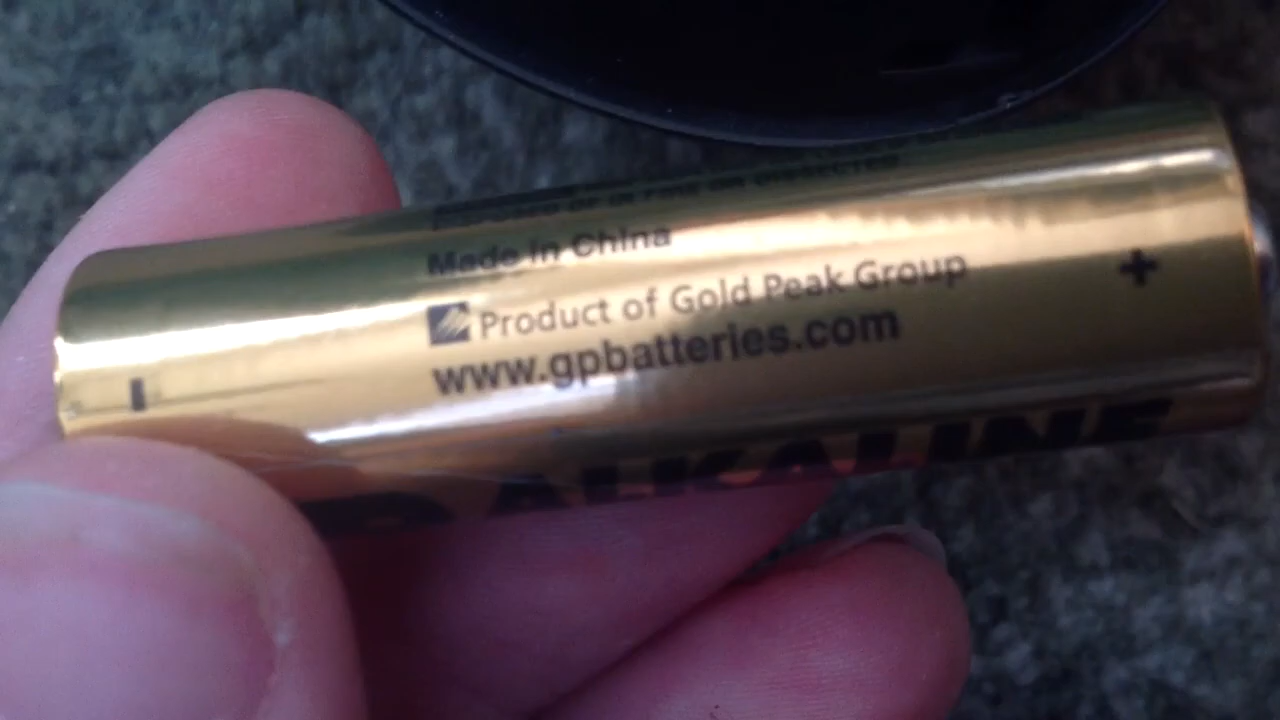 Made in China
Product of Gold Peak Group
www.gpbatteries.com
- +
ALKALINE